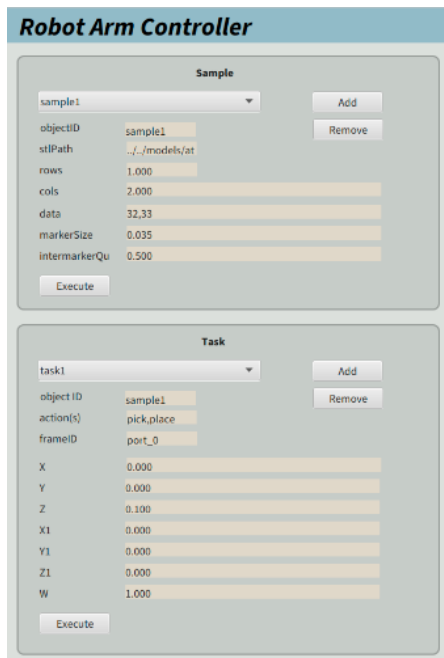 Robot Arm Controller
Sample
sample1 Add
objectID sample1 Remove
stlPath ../../models/at
rows 1.000
cols 2.000
data 32,33
markerSize 0.035
intermarkerQu 0.500
Execute
Task
task1 Add
object ID sample1 Remove
action(s) pick,place
frameID port_0
X 0.000
Y 0.000
Z 0.100
X1 0.000
Y1 0.000
Z1 0.000
W 1.000
Execute